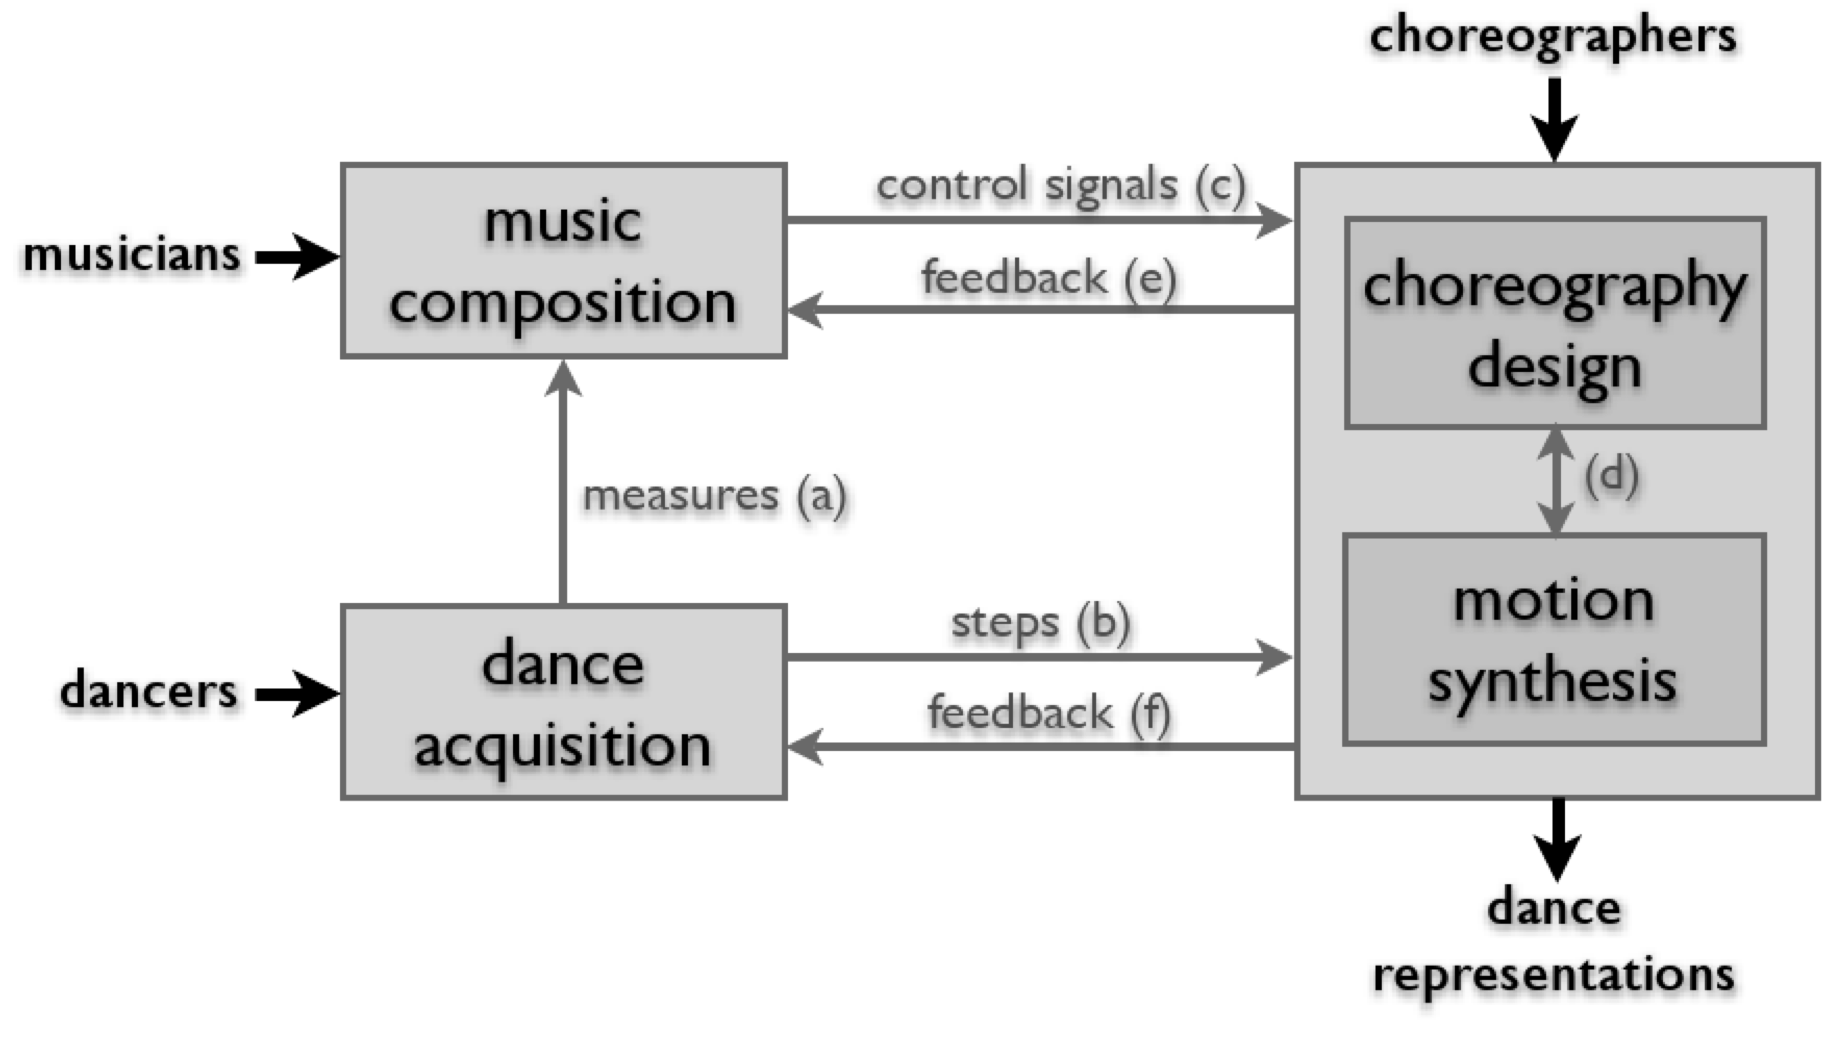 choreographers
control signals (c)
music
composition
musicians
feedback (e)
choreography
design
(d)
measures (a)
steps (b)
motion
synthesis
dance
acquisition
dancers
feedback (f)
dance
representations